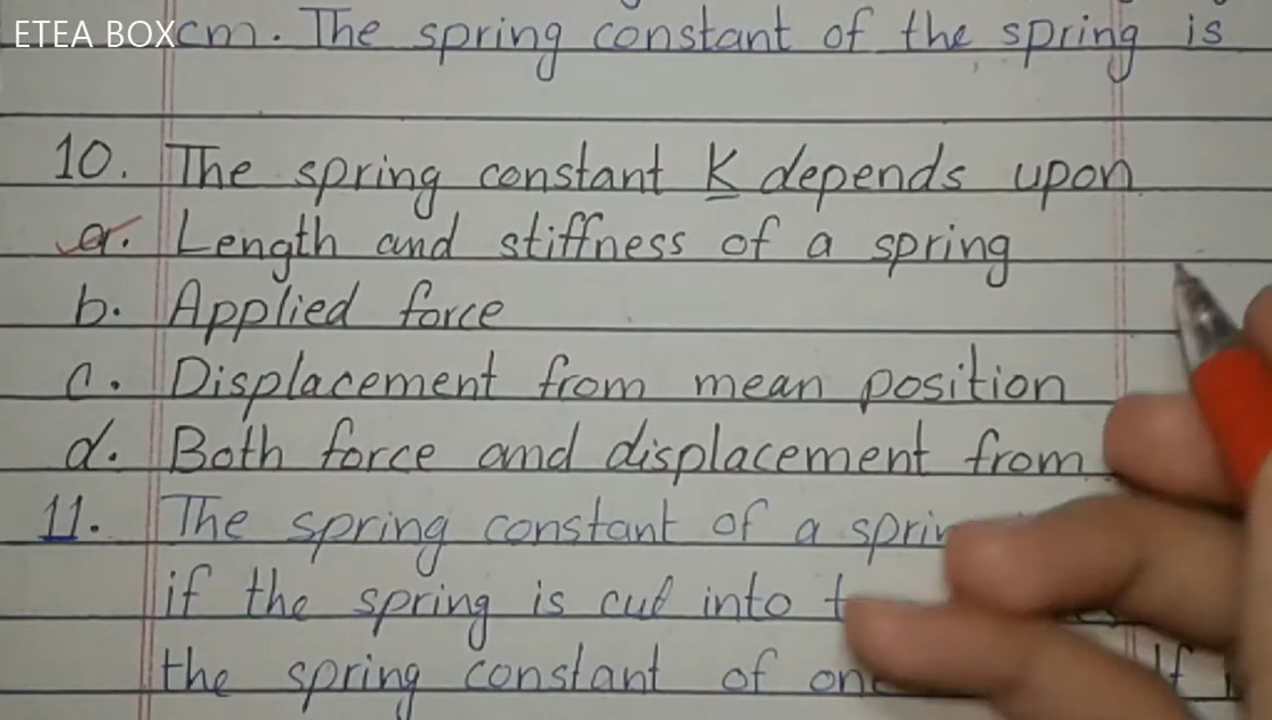 ETEA BOX
cm. The spring constant of the spring is
10. The spring constant K depends upon
a. Length and stiffness of a spring
b. Applied force
c. Displacement from mean position
d. Both force and displacement from
11. The spring constant of a
if the spring is cut into
the spring constant of